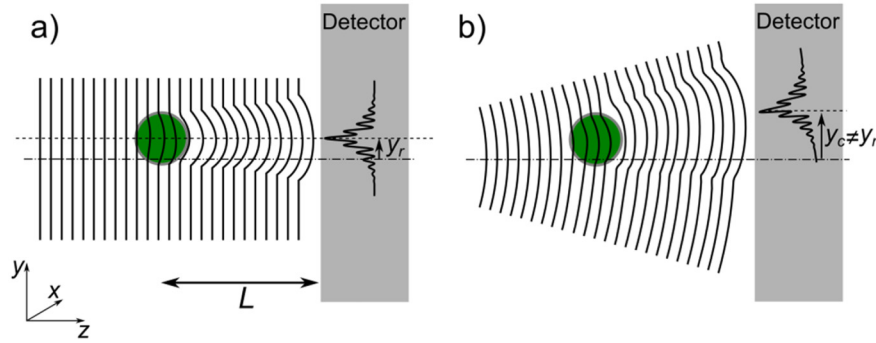 a)
Detector
y_r
L
y
x
z
b)
Detector
y_c≠y_r